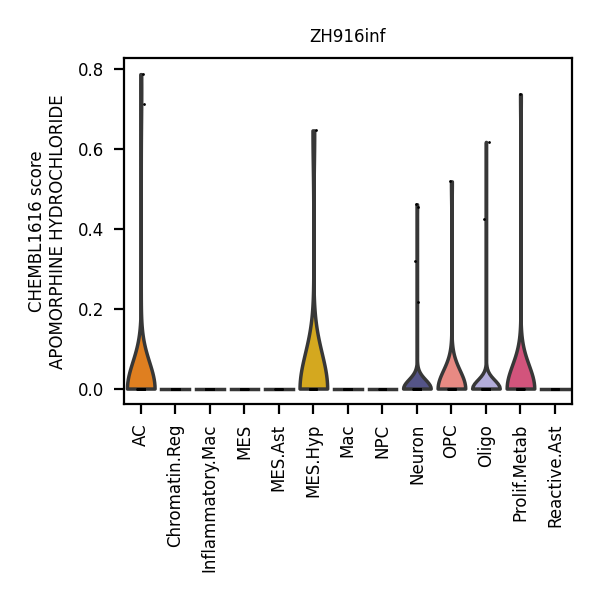 ZH916inf
CHEMBL1616 score
APOMORPHINE HYDROCHLORIDE
0.8
0.6
0.4
0.2
0.0
AC
Chromatin.Reg
Inflammatory.Mac
MES
MES.Ast
MES.Hyp
Mac
NPC
Neuron
OPC
Oligo
Prolif.Metab
Reactive.Ast